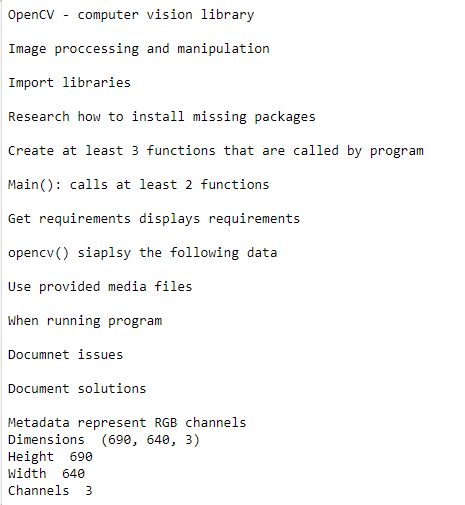 OpenCV - computer vision library
Image proccessing and manipulation
Import libraries
Research how to install missing packages
Create at least 3 functions that are called by program
Main(): calls at least 2 functions
Get requirements displays requirements
opencv() siaplsy the following data
Use provided media files
When running program
Documnet issues
Document solutions
Metadata represent RGB channels
Dimensions  (690, 640, 3)
Height  690
Width  640
Channels  3